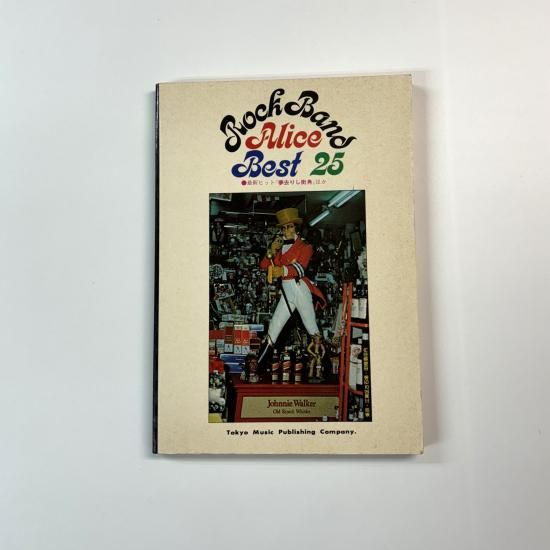 Rock Band
Alice
Best 25
●最新ヒット「夢去りし街角」ほか
Johnnie Walker
Old Scotch Whisky
Tokyo Music Publishing Company.